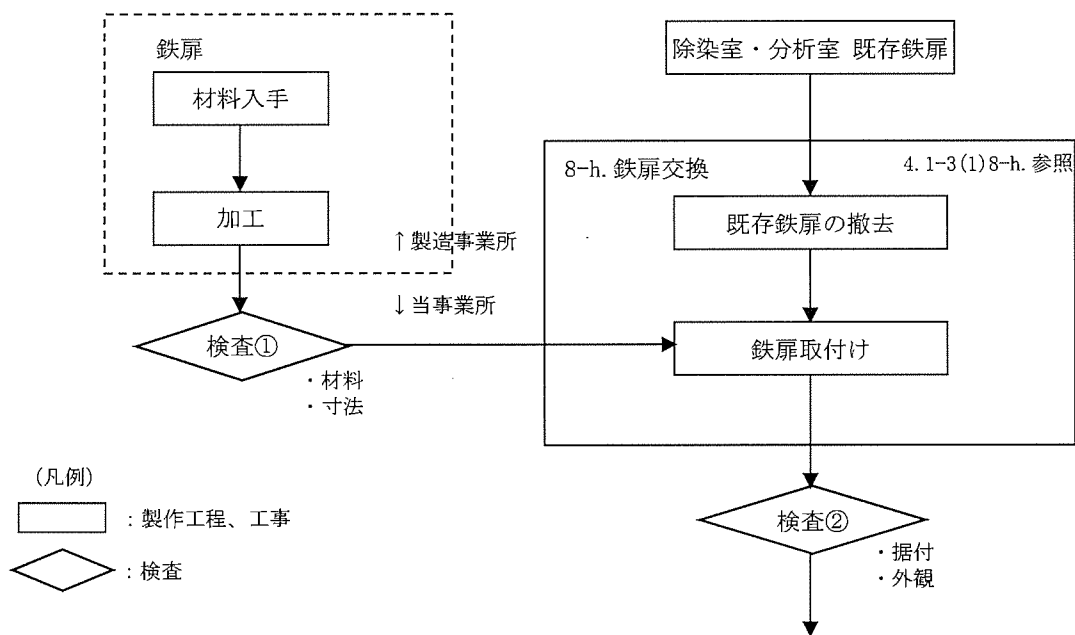 鉄扉
材料入手
加工
↑製造事業所
↓当事業所
検査①
・材料
・寸法
除染室・分析室 既存鉄扉
8-h. 鉄扉交換
4.1-3(1)8-h. 参照
既存鉄扉の撤去
鉄扉取付け
検査②
・据付
・外観
(凡例)
：製作工程、工事
：検査